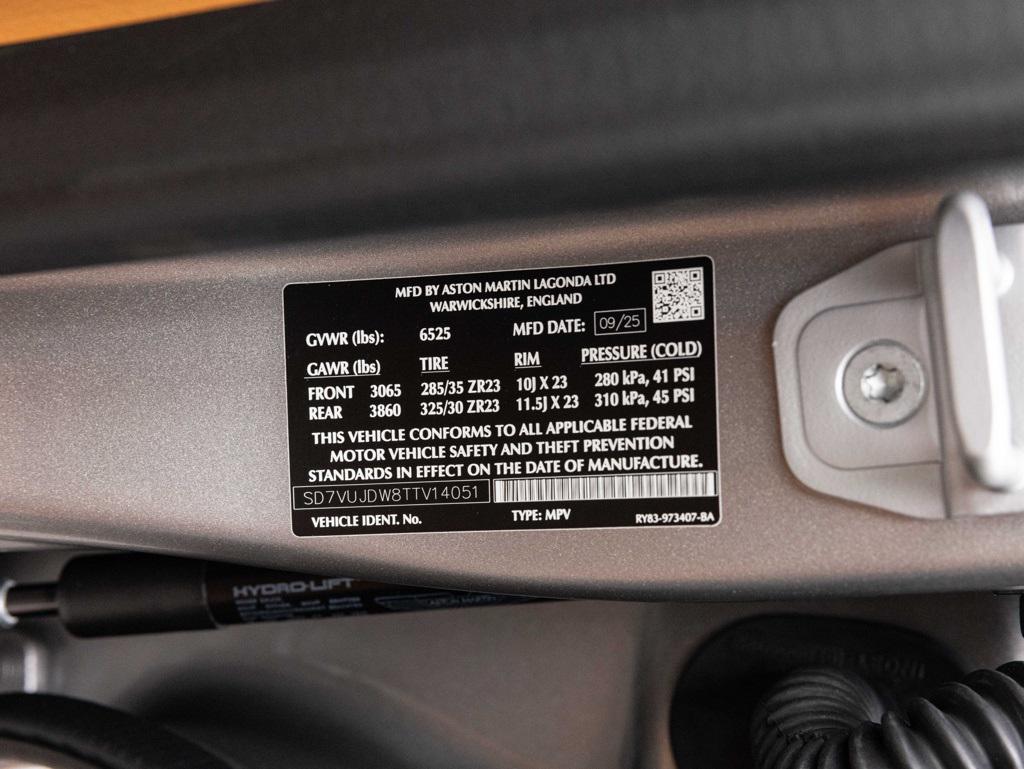 MFD BY ASTON MARTIN LAGONDA LTD
WARWICKSHIRE, ENGLAND
GVWR (lbs): 6525 MFD DATE: 09/25
GAWR (lbs) TIRE RIM PRESSURE (COLD)
FRONT 3065 285/35 ZR23 10J X 23 280 kPa, 41 PSI
REAR 3860 325/30 ZR23 11.5J X 23 310 kPa, 45 PSI
THIS VEHICLE CONFORMS TO ALL APPLICABLE FEDERAL
MOTOR VEHICLE SAFETY AND THEFT PREVENTION
STANDARDS IN EFFECT ON THE DATE OF MANUFACTURE.
SD7VUJDW8TTV14051
VEHICLE IDENT. No. TYPE: MPV RY83-973407-BA
HYDRO-LIFT